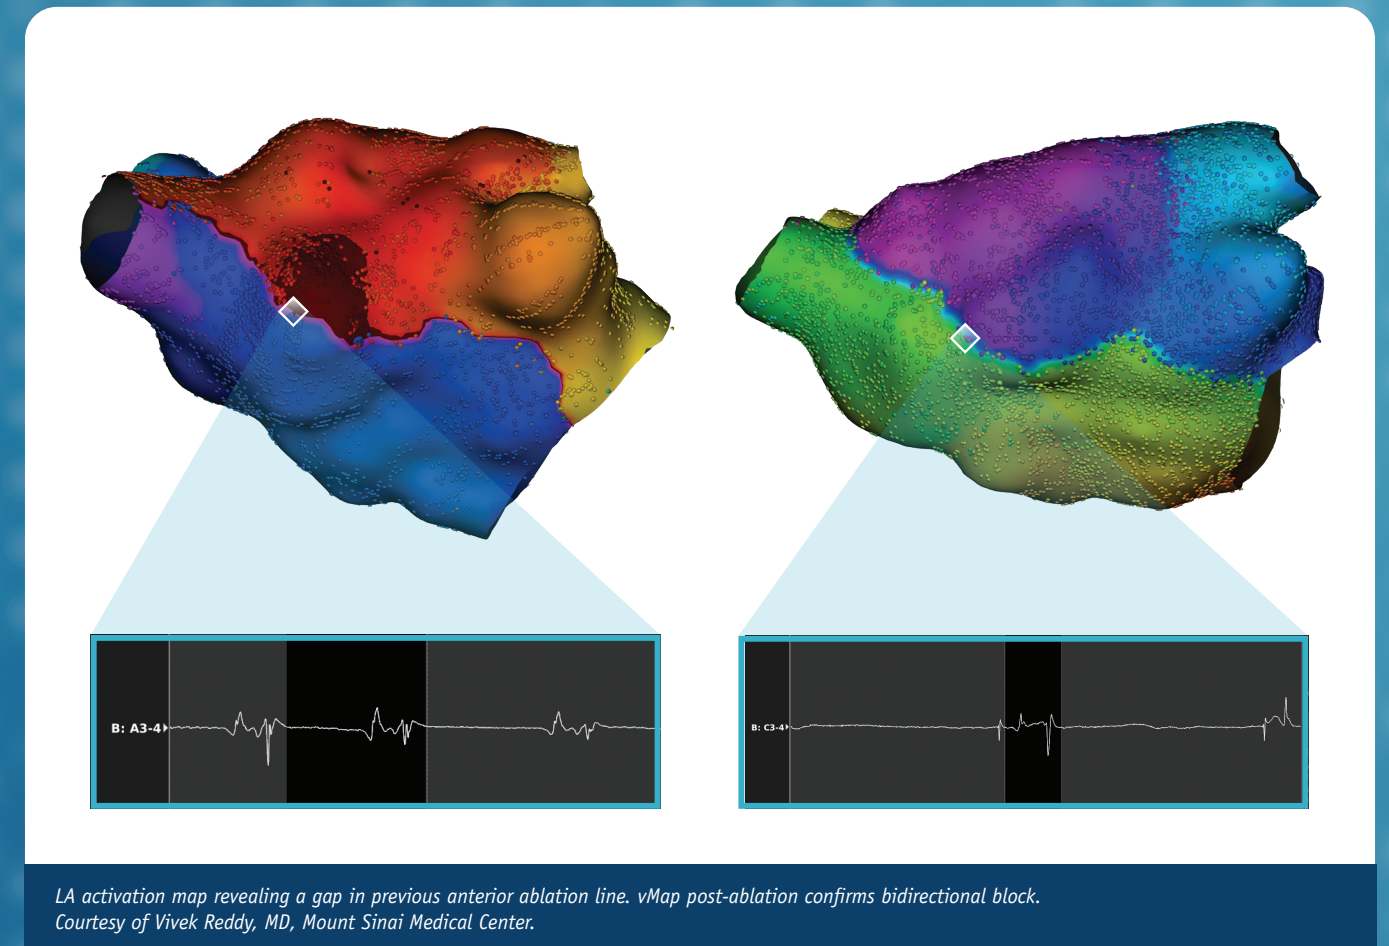 B: A3-4
B: C3-4
LA activation map revealing a gap in previous anterior ablation line. vMap post-ablation confirms bidirectional block.
Courtesy of Vivek Reddy, MD, Mount Sinai Medical Center.